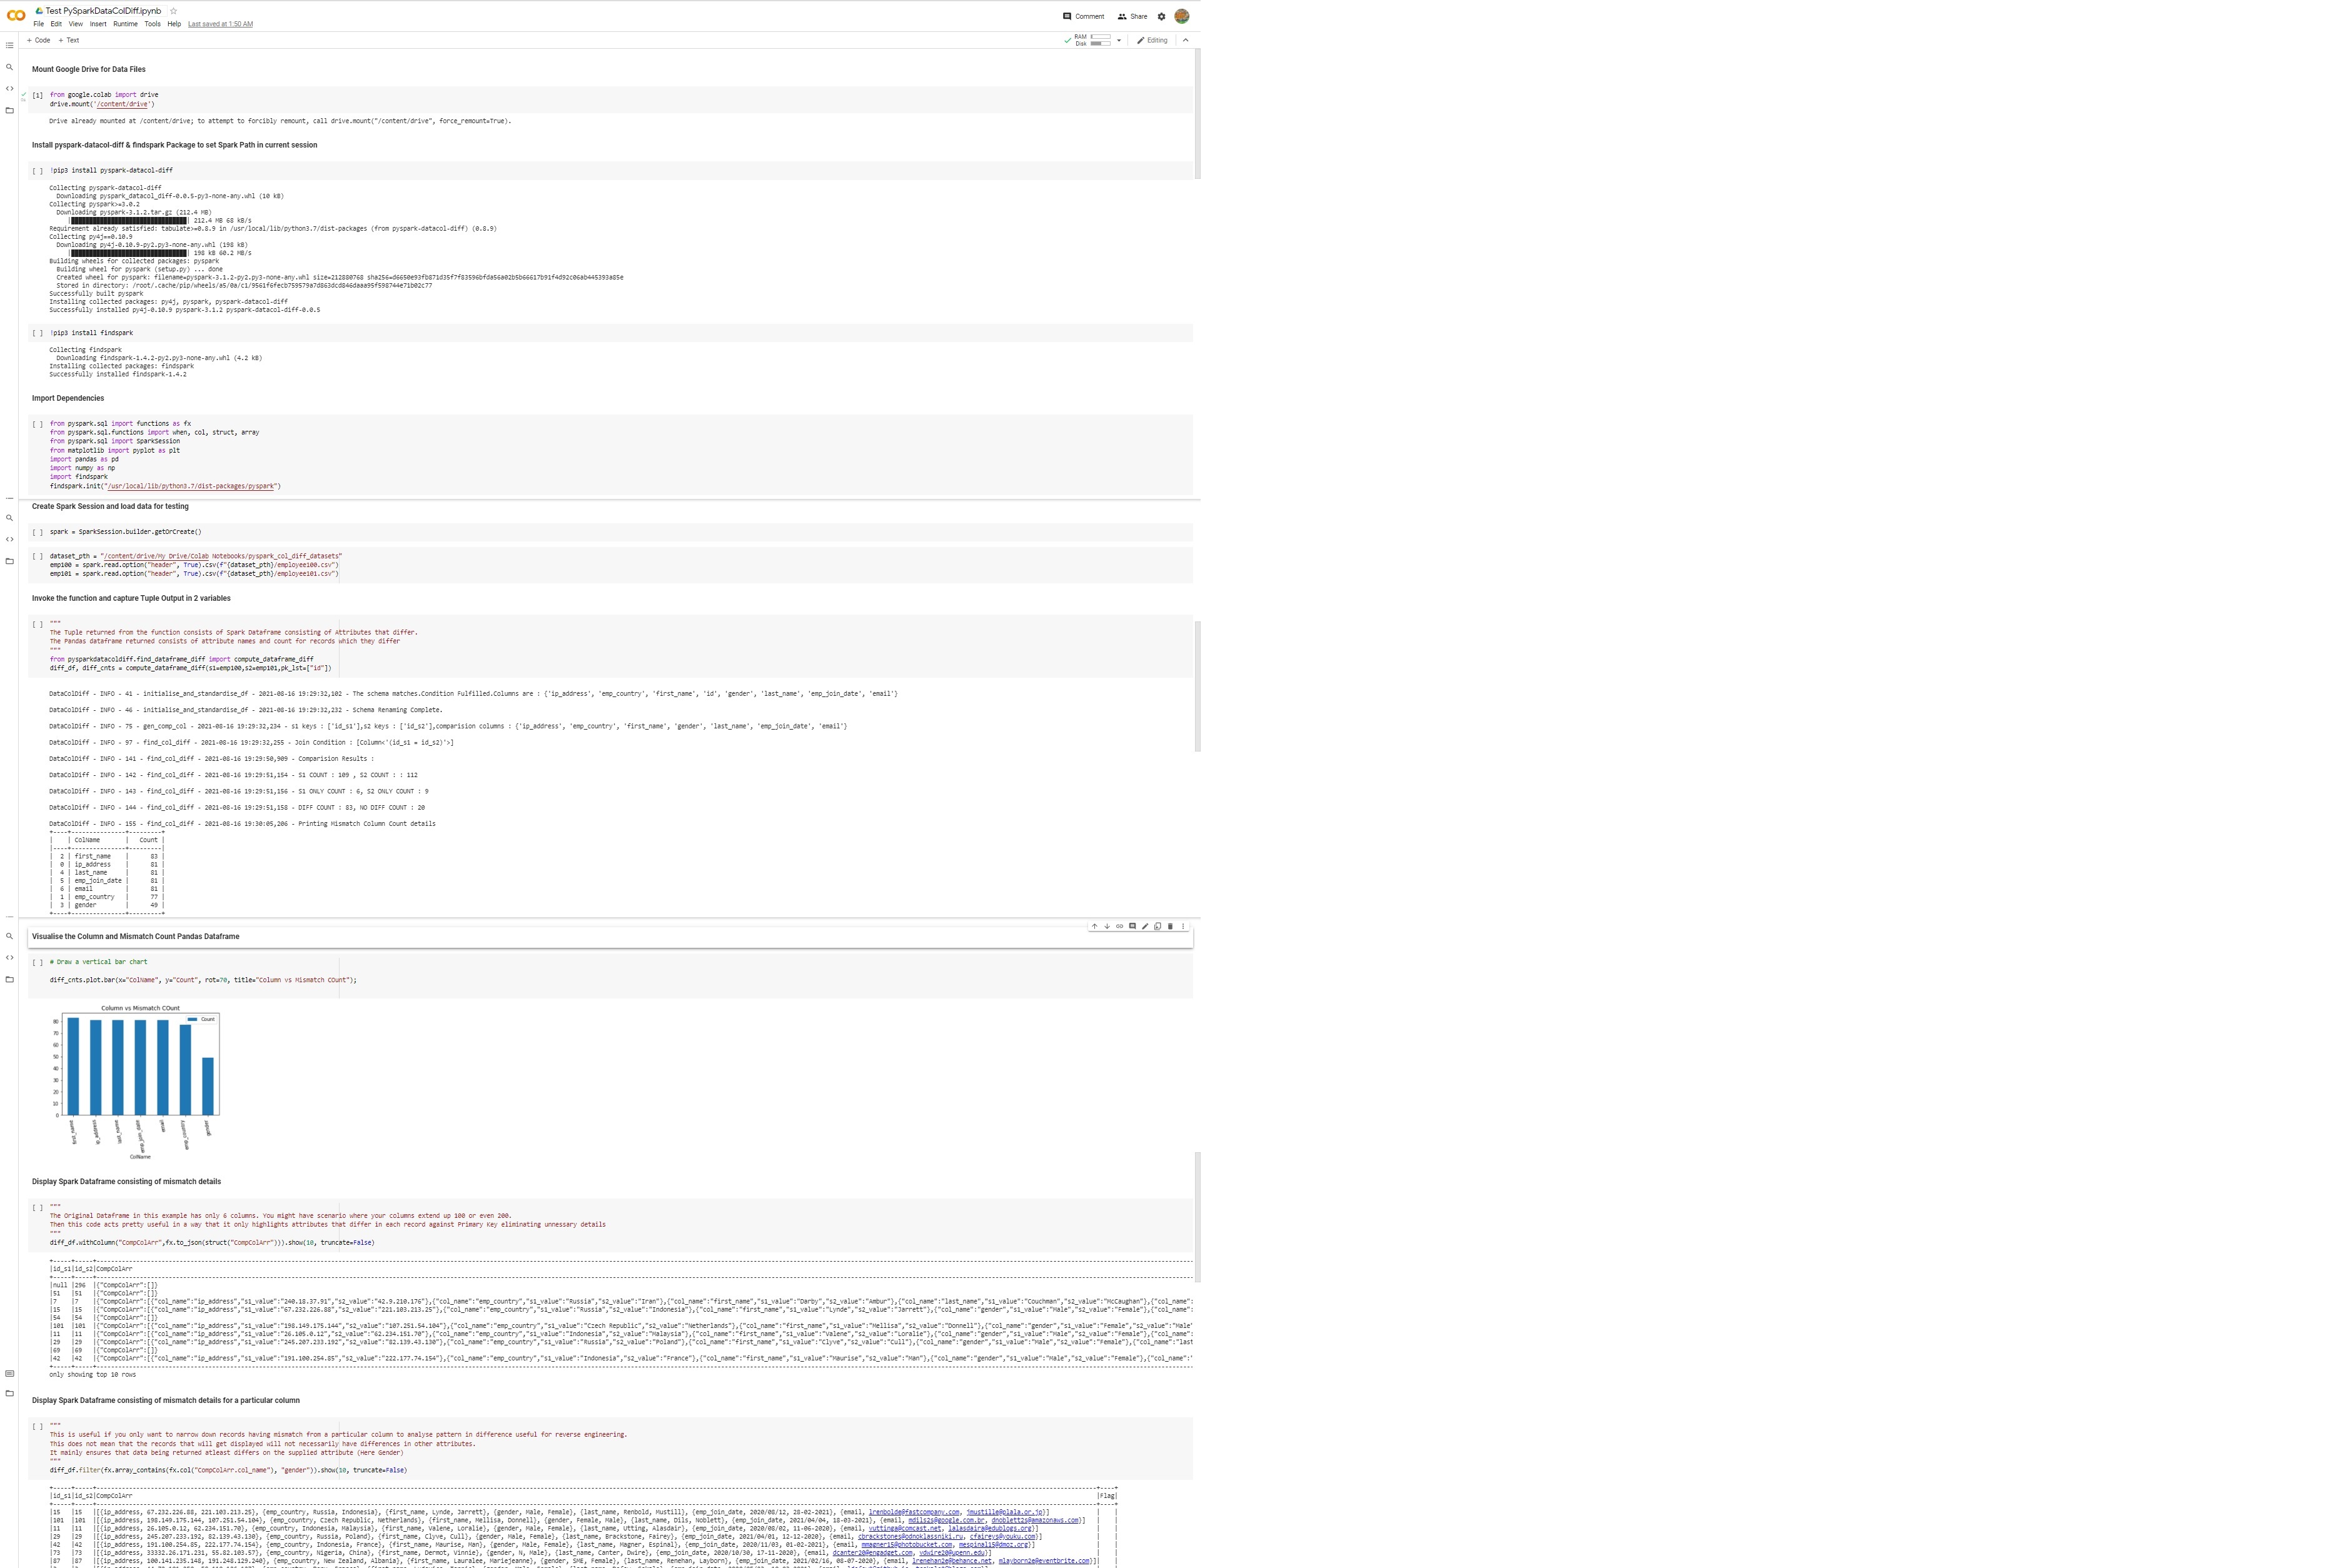 Test PySparkDataColDiff.ipynb
File Edit View Insert Runtime Tools Help Last saved at 1:50 AM
Comment Share
+ Code + Text
RAM
Disk
Editing
Mount Google Drive for Data Files
[1] from google.colab import drive
drive.mount('/content/drive')
Drive already mounted at /content/drive; to attempt to forcibly remount, call drive.mount("/content/drive", force_remount=True).
Install pyspark-datacol-diff & findspark Package to set Spark Path in current session
[ ] !pip3 install pyspark-datacol-diff
Collecting pyspark-datacol-diff
Downloading pyspark_datacol_diff-0.0.5-py3-none-any.whl (10 kB)
Collecting pyspark>=3.0.2
Downloading pyspark-3.1.2.tar.gz (212.4 MB)
|████████████████████████████████| 212.4 MB 68 kB/s
Requirement already satisfied: tabulate>=0.8.9 in /usr/local/lib/python3.7/dist-packages (from pyspark-datacol-diff) (0.8.9)
Collecting py4j==0.10.9
Downloading py4j-0.10.9-py2.py3-none-any.whl (198 kB)
|████████████████████████████████| 198 kB 60.2 MB/s
Building wheels for collected packages: pyspark
Building wheel for pyspark (setup.py) ... done
Created wheel for pyspark: filename=pyspark-3.1.2-py2.py3-none-any.whl size=212880768
Stored in directory:
Successfully built pyspark
Installing collected packages: py4j, pyspark, pyspark-datacol-diff
Successfully installed py4j-0.10.9 pyspark-3.1.2 pyspark-datacol-diff-0.0.5
[ ] !pip3 install findspark
Collecting findspark
Downloading findspark-1.4.2-py2.py3-none-any.whl (4.2 kB)
Installing collected packages: findspark
Successfully installed findspark-1.4.2
Import Dependencies
[ ] from pyspark.sql import functions as fx
from pyspark.sql.functions import when, col, struct, array
from pyspark.sql import SparkSession
from matplotlib import pyplot as plt
import pandas as pd
import numpy as np
import findspark
findspark.init("/usr/local/lib/python3.7/dist-packages/pyspark")
Create Spark Session and load data for testing
[ ] spark = SparkSession.builder.getOrCreate()
[ ] dataset_pth = "/content/drive/My Drive/Colab Notebooks/pyspark_col_diff_datasets"
emp100 = spark.read.option("header", True).csv(f"{dataset_pth}/employee100.csv")
emp101 = spark.read.option("header", True).csv(f"{dataset_pth}/employee101.csv")
Invoke the function and capture Tuple Output in 2 variables
[ ] """
The Tuple returned from the function consists of Spark Dataframe consisting of Attributes that differ.
The Pandas dataframe returned consists of attribute names and count for records which they differ
"""
from pysparkdatacoldiff.find_dataframe_diff import compute_dataframe_diff
diff_df, diff_cnts = compute_dataframe_diff(s1=emp100,s2=emp101,pk_lst=["id"])
DataColDiff - INFO - 41 - initialise_and_standardise_df - 2021-08-16 19:29:32,102 - The schema matches.Condition Fulfilled.Columns are : {'ip_address', 'emp_country', 'first_name', 'id', 'gender', 'last_name', 'emp_join_date', 'email'}
DataColDiff - INFO - 46 - initialise_and_standardise_df - 2021-08-16 19:29:32,232 - Schema Renaming Complete.
DataColDiff - INFO - 75 - gen_comp_col - 2021-08-16 19:29:32,234 - s1 keys : ['id_s1'],s2 keys : ['id_s2'],comparision columns : {'ip_address', 'emp_country', 'first_name', 'gender', 'last_name', 'emp_join_date', 'email'}
DataColDiff - INFO - 97 - find_col_diff - 2021-08-16 19:29:32,255 - Join Condition : [Column<'(id_s1 = id_s2)'>]
DataColDiff - INFO - 141 - find_col_diff - 2021-08-16 19:29:50,909 - Comparision Results :
DataColDiff - INFO - 142 - find_col_diff - 2021-08-16 19:29:51,154 - S1 COUNT : 109 , S2 COUNT : : 112
DataColDiff - INFO - 143 - find_col_diff - 2021-08-16 19:29:51,156 - S1 ONLY COUNT : 6, S2 ONLY COUNT : 9
DataColDiff - INFO - 144 - find_col_diff - 2021-08-16 19:29:51,158 - DIFF COUNT : 83, NO DIFF COUNT : 20
DataColDiff - INFO - 155 - find_col_diff - 2021-08-16 19:30:05,206 - Printing Mismatch Column Count details
+----+---------------+---------+
| | ColName | Count |
|----+---------------+---------|
| 2 | first_name | 83 |
| 0 | ip_address | 81 |
| 4 | last_name | 81 |
| 5 | emp_join_date | 81 |
| 6 | email | 81 |
| 1 | emp_country | 77 |
| 3 | gender | 49 |
+----+---------------+---------+
Visualise the Column and Mismatch Count Pandas Dataframe
[ ] # Draw a vertical bar chart
diff_cnts.plot.bar(x="ColName", y="Count", rot=70, title="Column vs Mismatch COunt");
Column vs Mismatch COunt
Count
80
70
60
50
40
30
20
10
0
first_name
ip_address
last_name
emp_join_date
email
emp_country
gender
ColName
Display Spark Dataframe consisting of mismatch details
[ ] """
The Original Dataframe in this example has only 6 columns. You might have scenario where your columns extend up 100 or even 200.
Then this code acts pretty useful in a way that it only highlights attributes that differ in each record against Primary Key eliminating unnessary details
"""
diff_df.withColumn("CompColArr",fx.to_json(struct("CompColArr"))).show(10, truncate=False)
|id_s1|id_s2|CompColArr
|null |296 |{"CompColArr":[]}
|51 |51 |{"CompColArr":[]}
|7 |7 |{"CompColArr":[{"col_name":"ip_address","s1_value":"240.18.37.91","s2_value":"42.9.210.176"},{"col_name":"emp_country","s1_value":"Russia","s2_value":"Iran"},{"col_name":"first_name","s1_value":"Darby","s2_value":"Ambur"},{"col_name":"last_name","s1_value":"Couchman","s2_value":"McCaughan"},{"col_name":
|15 |15 |{"CompColArr":[{"col_name":"ip_address","s1_value":"67.232.226.88","s2_value":"221.103.213.25"},{"col_name":"emp_country","s1_value":"Russia","s2_value":"Indonesia"},{"col_name":"first_name","s1_value":"Lynde","s2_value":"Jarrett"},{"col_name":"gender","s1_value":"Male","s2_value":"Female"},{"col_name":
|54 |54 |{"CompColArr":[]}
|101 |101 |{"CompColArr":[{"col_name":"ip_address","s1_value":"198.149.175.144","s2_value":"107.251.54.104"},{"col_name":"emp_country","s1_value":"Czech Republic","s2_value":"Netherlands"},{"col_name":"first_name","s1_value":"Mellisa","s2_value":"Donnell"},{"col_name":"gender","s1_value":"Female","s2_value":"Male"
|11 |11 |{"CompColArr":[{"col_name":"ip_address","s1_value":"26.105.0.12","s2_value":"62.234.151.70"},{"col_name":"emp_country","s1_value":"Indonesia","s2_value":"Malaysia"},{"col_name":"first_name","s1_value":"Valene","s2_value":"Loralie"},{"col_name":"gender","s1_value":"Male","s2_value":"Female"},{"col_name":
|29 |29 |{"CompColArr":[{"col_name":"ip_address","s1_value":"245.207.233.192","s2_value":"82.139.43.130"},{"col_name":"emp_country","s1_value":"Russia","s2_value":"Poland"},{"col_name":"first_name","s1_value":"Clyve","s2_value":"Cull"},{"col_name":"gender","s1_value":"Male","s2_value":"Female"},{"col_name":"last
|69 |69 |{"CompColArr":[]}
|42 |42 |{"CompColArr":[{"col_name":"ip_address","s1_value":"191.100.254.85","s2_value":"222.177.74.154"},{"col_name":"emp_country","s1_value":"Indonesia","s2_value":"France"},{"col_name":"first_name","s1_value":"Maurise","s2_value":"Man"},{"col_name":"gender","s1_value":"Male","s2_value":"Female"},{"col_name":"
only showing top 10 rows
Display Spark Dataframe consisting of mismatch details for a particular column
[ ] """
This is useful if you only want to narrow down records having mismatch from a particular column to analyse pattern in difference useful for reverse engineering.
This does not mean that the records that will get displayed will not necessarily have differences in other attributes.
It mainly ensures that data being returned atleast differs on the supplied attribute (Here Gender)
"""
diff_df.filter(fx.array_contains(fx.col("CompColArr.col_name"), "gender")).show(10, truncate=False)
|id_s1|id_s2|CompColArr |Flag|
|15 |15 |[{ip_address, 67.232.226.88, 221.103.213.25}, {emp_country, Russia, Indonesia}, {first_name, Lynde, Jarrett}, {gender, Male, Female}, {last_name, Renbold, Mustill}, {emp_join_date, 2020/08/12, 28-02-2021}, {email, lrenbolde@fastcompany.com, jmustille@plala.or.jp}] | |
|101 |101 |[{ip_address, 198.149.175.144, 107.251.54.104}, {emp_country, Czech Republic, Netherlands}, {first_name, Mellisa, Donnell}, {gender, Female, Male}, {last_name, Dils, Noblett}, {emp_join_date, 2021/04/04, 18-03-2021}, {email, mdils2s@google.com.br, dnoblett2s@amazonaws.com}] | |
|11 |11 |[{ip_address, 26.105.0.12, 62.234.151.70}, {emp_country, Indonesia, Malaysia}, {first_name, Valene, Loralie}, {gender, Male, Female}, {last_name, Utting, Alasdair}, {emp_join_date, 2020/08/02, 11-06-2020}, {email, vuttinga@comcast.net, lalasdaira@edublogs.org}] | |
|29 |29 |[{ip_address, 245.207.233.192, 82.139.43.130}, {emp_country, Russia, Poland}, {first_name, Clyve, Cull}, {gender, Male, Female}, {last_name, Brackstone, Fairey}, {emp_join_date, 2021/04/01, 12-12-2020}, {email, cbrackstones@odnoklassniki.ru, cfaireys@youku.com}] | |
|42 |42 |[{ip_address, 191.100.254.85, 222.177.74.154}, {emp_country, Indonesia, France}, {first_name, Maurise, Man}, {gender, Male, Female}, {last_name, Magner, Espinal}, {emp_join_date, 2020/11/03, 01-02-2021}, {email, mmagner15@photobucket.com, mespinal15@dmoz.org}] | |
|73 |73 |[{ip_address, 33332.26.171.231, 55.82.103.57}, {emp_country, Nigeria, China}, {first_name, Dermot, Vinnie}, {gender, N, Male}, {last_name, Canter, Dwire}, {emp_join_date, 2020/10/30, 17-11-2020}, {email, dcanter20@engadget.com, vdwire20@upenn.edu}] | |
|87 |87 |[{ip_address, 100.141.235.148, 191.248.129.240}, {emp_country, New Zealand, Albania}, {first_name, Lauralee, Mariejeanne}, {gender, SME, Female}, {last_name, Renehan, Layborn}, {emp_join_date, 2021/02/16, 08-07-2020}, {email, lrenehan2e@behance.net, mlayborn2e@eventbrite.com}]| |